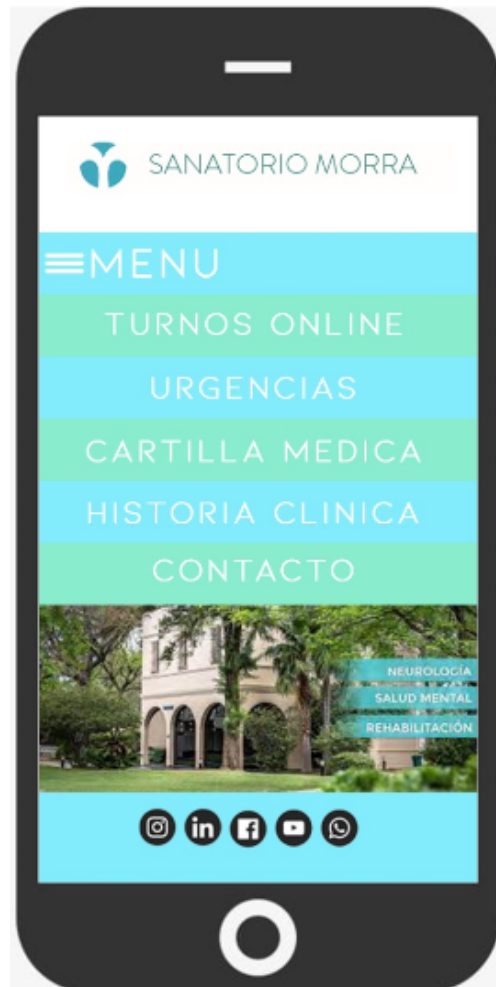 SANATORIO MORRA
MENU
TURNOS ONLINE
URGENCIAS
CARTILLA MEDICA
HISTORIA CLINICA
CONTACTO
NEUROLOGÍA
SALUD MENTAL
REHABILITACIÓN